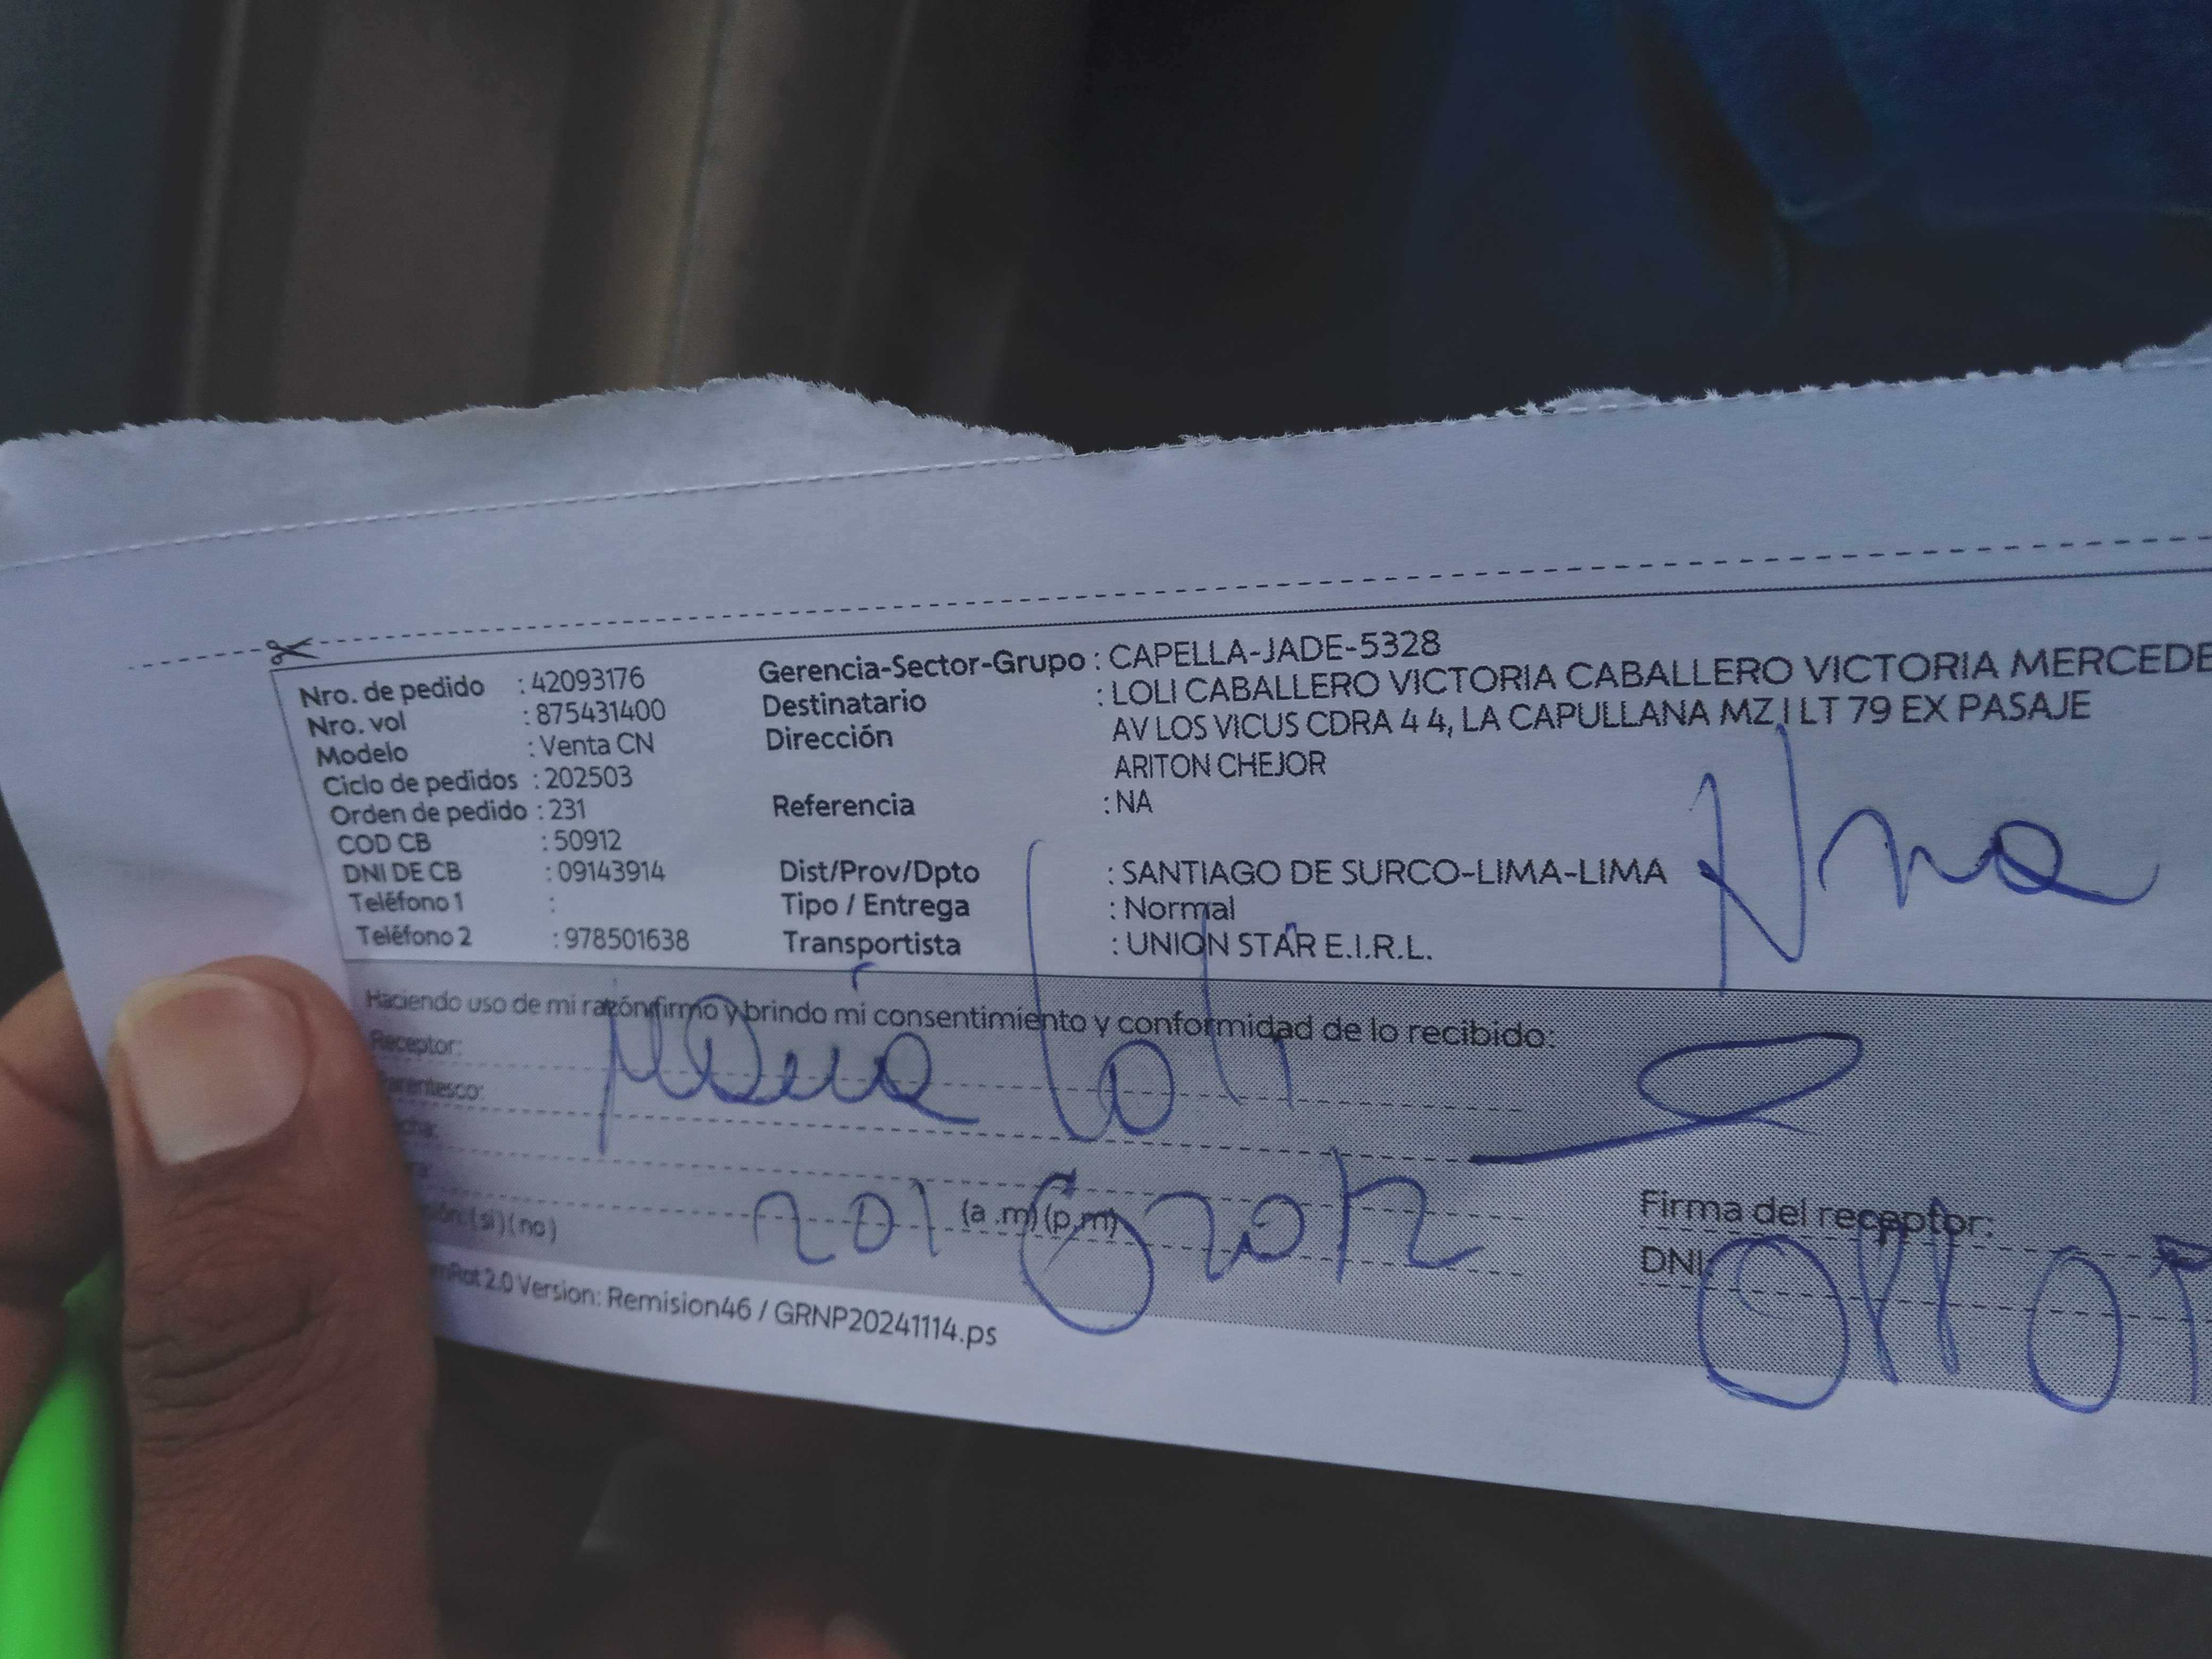 Nro. de pedido : 42093176
Nro. vol : 875431400
Modelo : Venta CN
Ciclo de pedidos : 202503
Orden de pedido : 231
COD CB : 50912
DNI DE CB : 09143914
Teléfono 1 :
Teléfono 2 : 978501638
Gerencia-Sector-Grupo : CAPELLA-JADE-5328
Destinatario : LOLI CABALLERO VICTORIA CABALLERO VICTORIA MERCEDE
Dirección AV LOS VICUS CDRA 4 4, LA CAPULLANA MZ I LT 79 EX PASAJE
ARITON CHEJOR
Referencia : NA
Dist/Prov/Dpto : SANTIAGO DE SURCO-LIMA-LIMA
Tipo / Entrega : Normal
Transportista : UNION STAR E.I.R.L.
Haciendo uso de mi razón firmo y brindo mi consentimiento y conformidad de lo recibido:
Receptor: Loli
(a.m) (p.m)
(si) (no)
Firma del receptor:
DNI
2.0 Version: Remision46 / GRNP20241114.ps